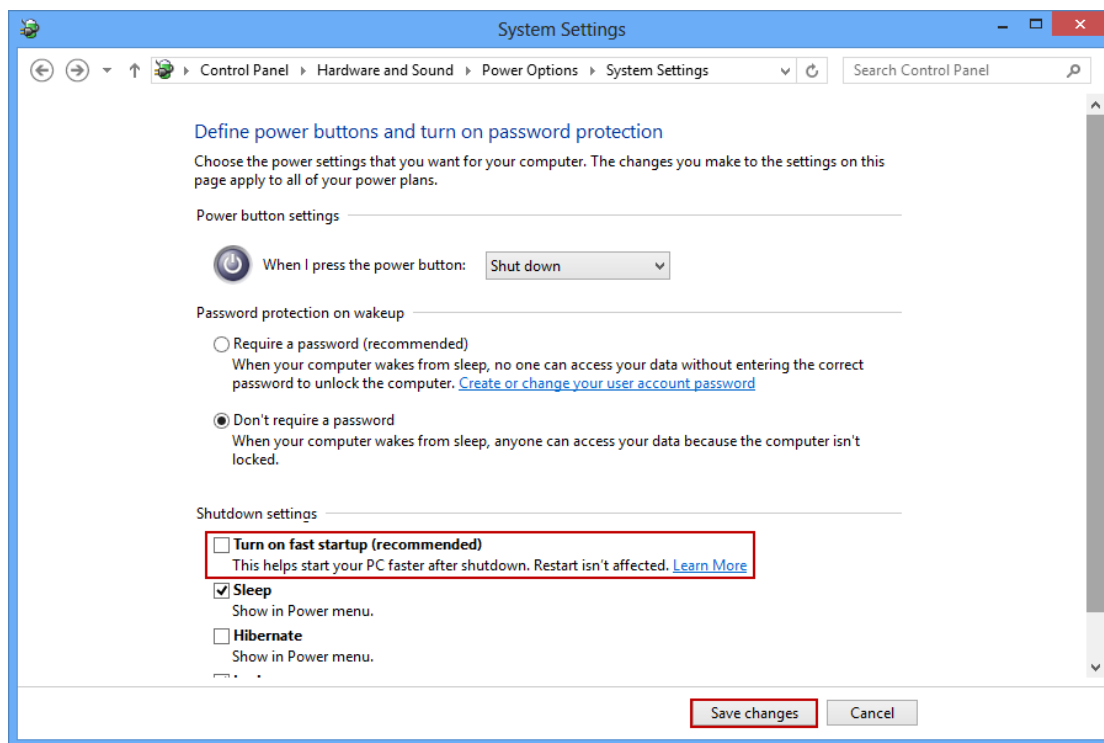 System Settings
Control Panel Hardware and Sound Power Options System Settings Search Control Panel
Define power buttons and turn on password protection
Choose the power settings that you want for your computer. The changes you make to the settings on this
page apply to all of your power plans.
Power button settings
When I press the power button: Shut down
Password protection on wakeup
Require a password (recommended)
When your computer wakes from sleep, no one can access your data without entering the correct
password to unlock the computer. Create or change your user account password
Don't require a password
When your computer wakes from sleep, anyone can access your data because the computer isn't
locked.
Shutdown settings
Turn on fast startup (recommended)
This helps start your PC faster after shutdown. Restart isn't affected. Learn More
Sleep
Show in Power menu.
Hibernate
Show in Power menu.
Save changes Cancel